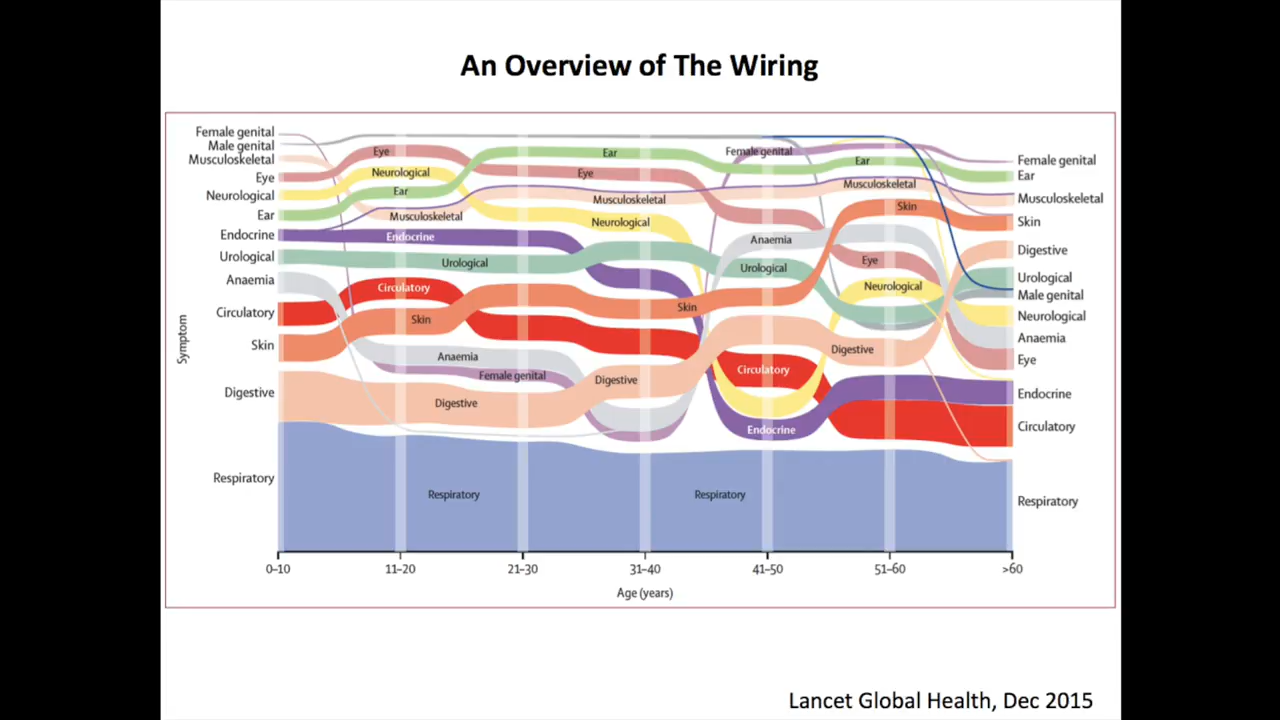 An Overview of The Wiring
Female genital
Male genital
Musculoskeletal
Eye
Neurological
Ear
Endocrine
Urological
Anaemia
Circulatory
Skin
Digestive
Respiratory
Symptom
Eye
Neurological
Ear
Musculoskeletal
Endocrine
Urological
Circulatory
Skin
Anaemia
Female genital
Digestive
Respiratory
Ear
Eye
Musculoskeletal
Neurological
Skin
Digestive
Female genital
Anaemia
Urological
Circulatory
Endocrine
Respiratory
Ear
Musculoskeletal
Skin
Eye
Neurological
Digestive
Female genital
Ear
Musculoskeletal
Skin
Digestive
Urological
Male genital
Neurological
Anaemia
Eye
Endocrine
Circulatory
Respiratory
0–10 11–20 21–30 31–40 41–50 51–60 >60
Age (years)
Lancet Global Health, Dec 2015